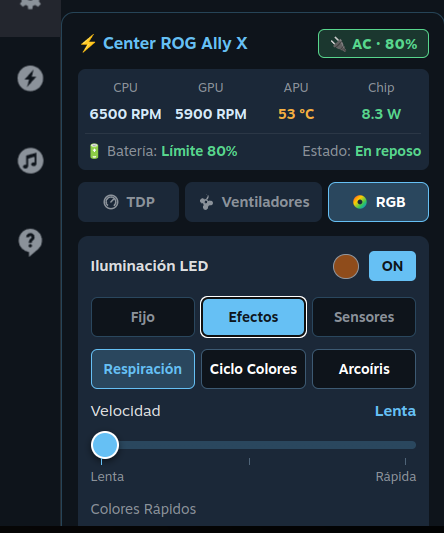 ⚡ Center ROG Ally X
🔌 AC · 80%
CPU GPU APU Chip
6500 RPM 5900 RPM 53 °C 8.3 W
🔋 Batería: Límite 80% Estado: En reposo
TDP Ventiladores RGB
Iluminación LED ON
Fijo Efectos Sensores
Respiración Ciclo Colores Arcoíris
Velocidad Lenta
Lenta Rápida
Colores Rápidos